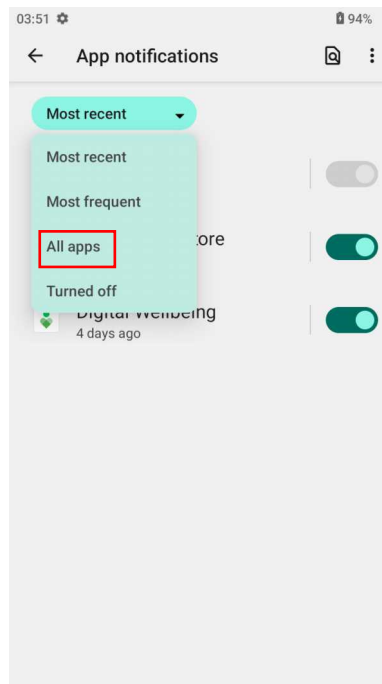 03:51
94%
App notifications
Most recent
Most recent
Most frequent
All apps
Turned off
4 days ago